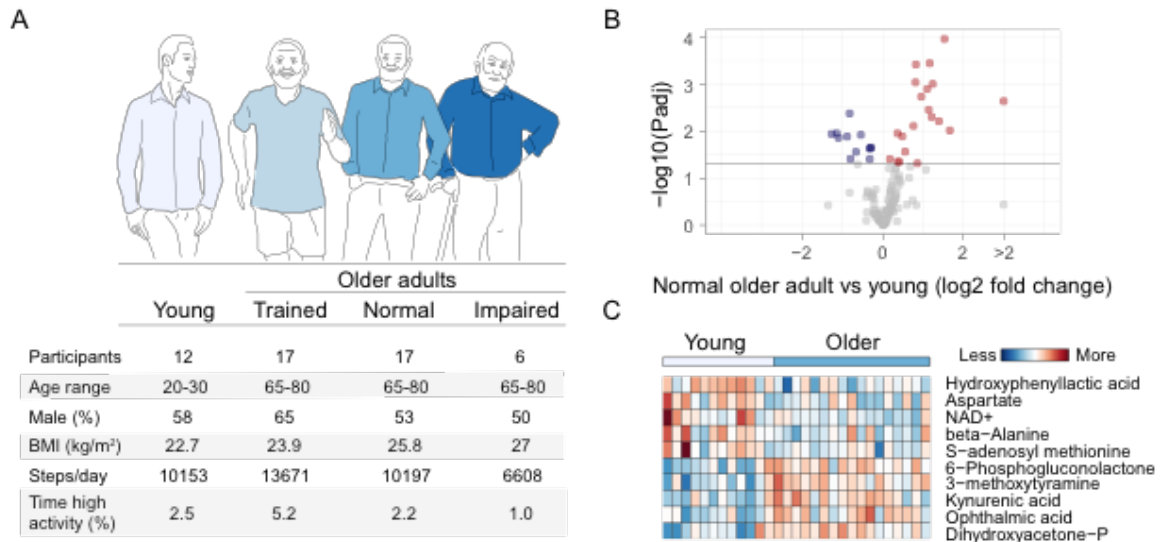 A
Older adults
Young Trained Normal Impaired
Participants 12 17 17 6
Age range 20-30 65-80 65-80 65-80
Male (%) 58 65 53 50
BMI (kg/m²) 22.7 23.9 25.8 27
Steps/day 10153 13671 10197 6608
Time high
activity (%) 2.5 5.2 2.2 1.0
B
−log10(Padj)
4
3
2
1
0
−2 0 2 >2
Normal older adult vs young (log2 fold change)
C
Young Older
Less More
Hydroxyphenyllactic acid
Aspartate
NAD+
beta−Alanine
S−adenosyl methionine
6−Phosphogluconolactone
3−methoxytyramine
Kynurenic acid
Ophthalmic acid
Dihydroxyacetone−P